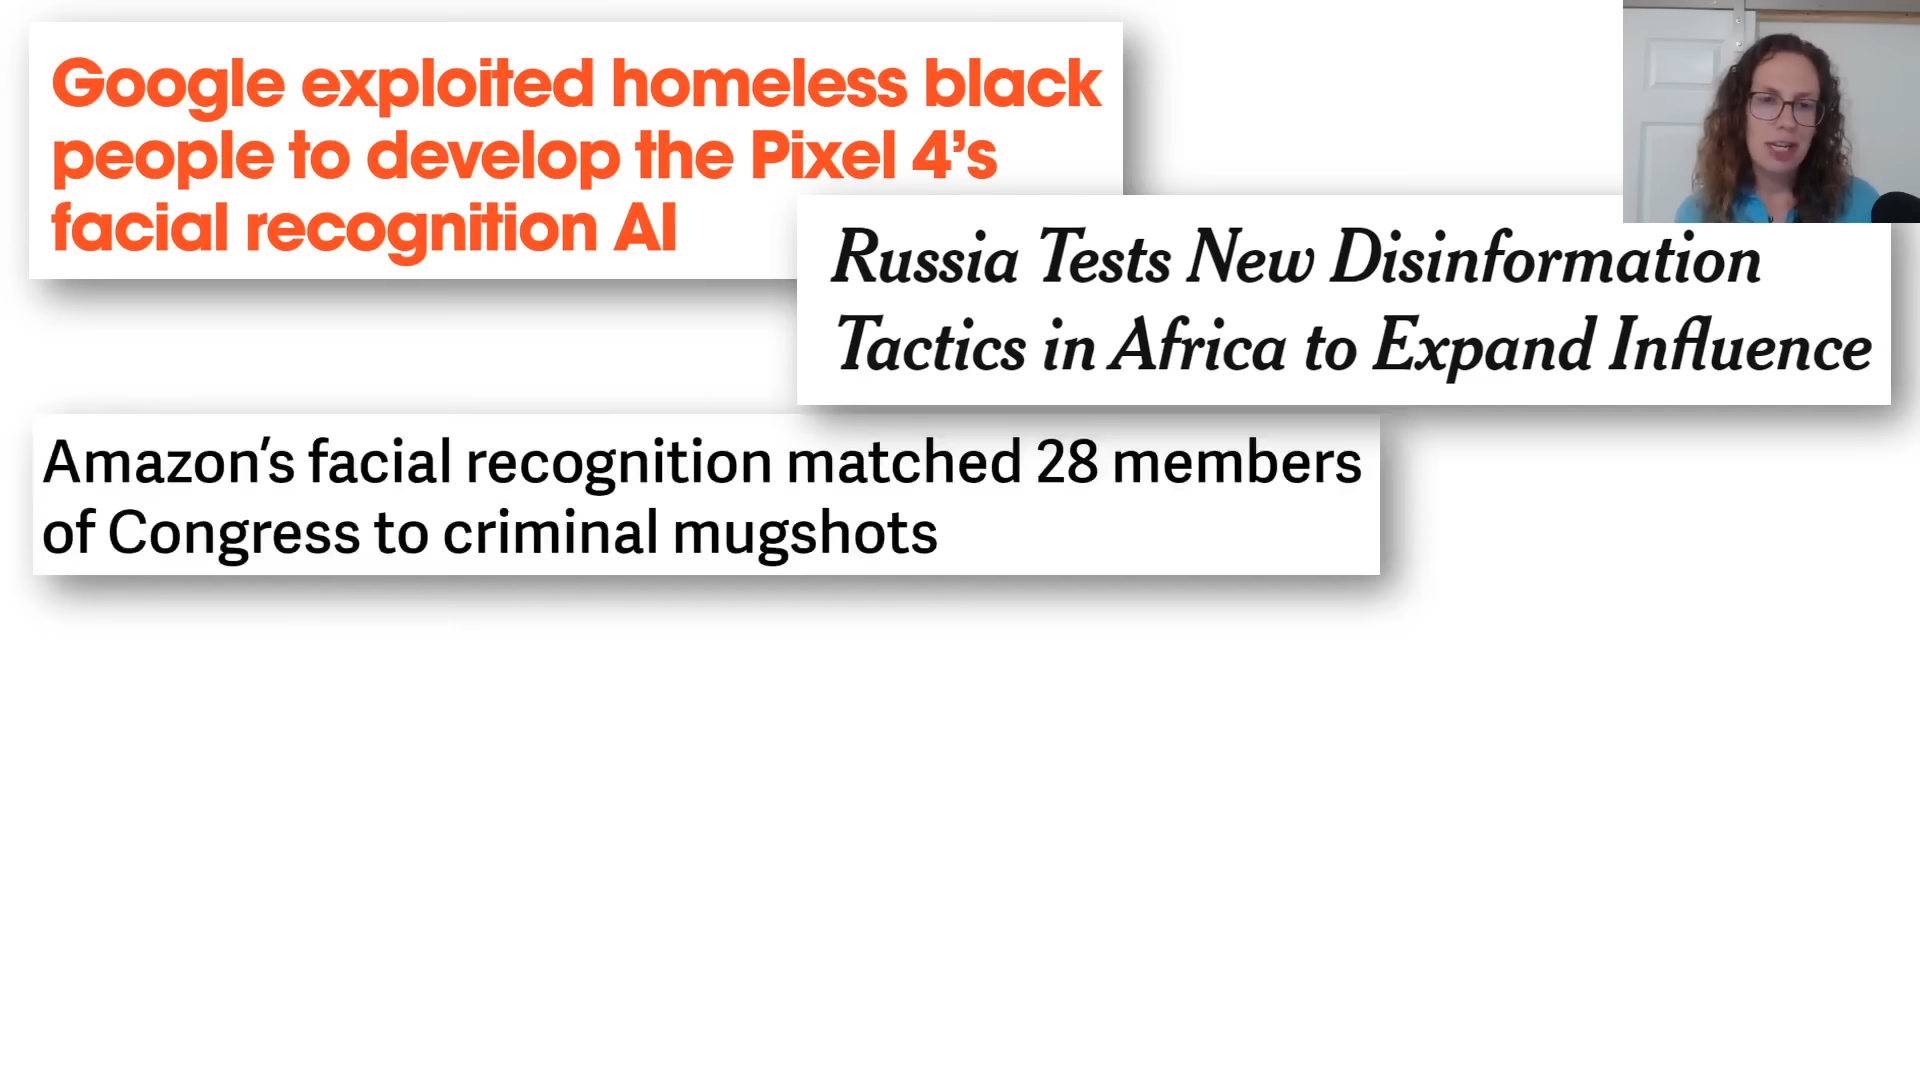 Google exploited homeless black
people to develop the Pixel 4’s
facial recognition AI
Russia Tests New Disinformation
Tactics in Africa to Expand Influence
Amazon’s facial recognition matched 28 members
of Congress to criminal mugshots